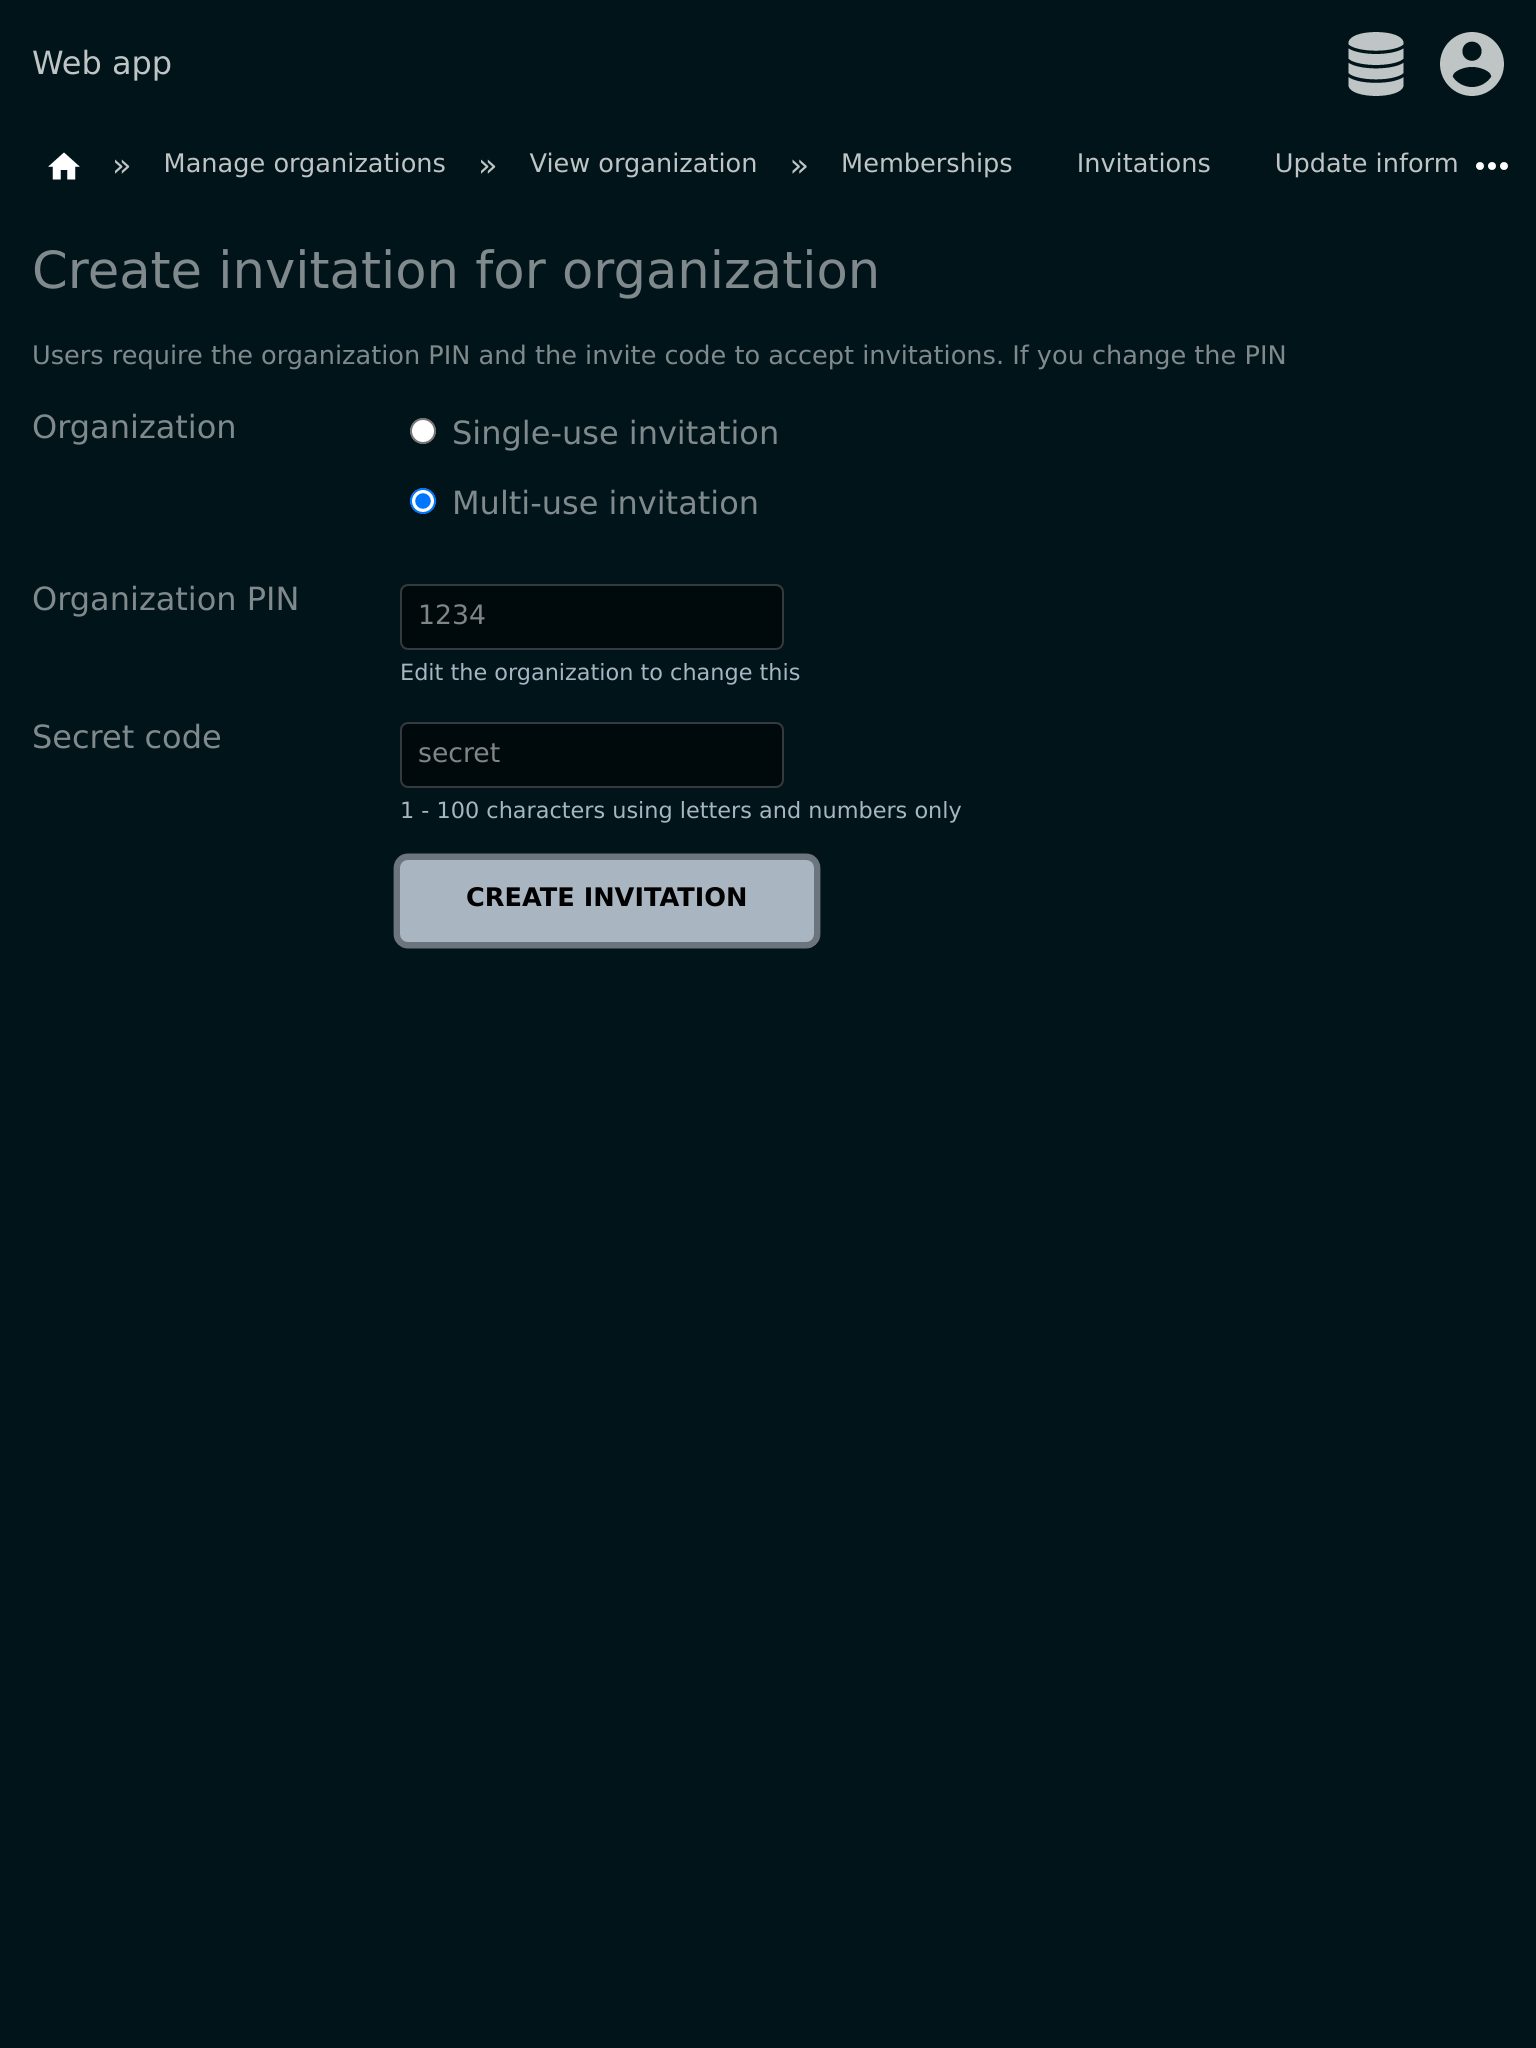 Web app
» Manage organizations » View organization » Memberships Invitations Update inform
Create invitation for organization
Users require the organization PIN and the invite code to accept invitations. If you change the PIN
Organization
Single-use invitation
Multi-use invitation
Organization PIN
1234
Edit the organization to change this
Secret code
secret
1 - 100 characters using letters and numbers only
CREATE INVITATION